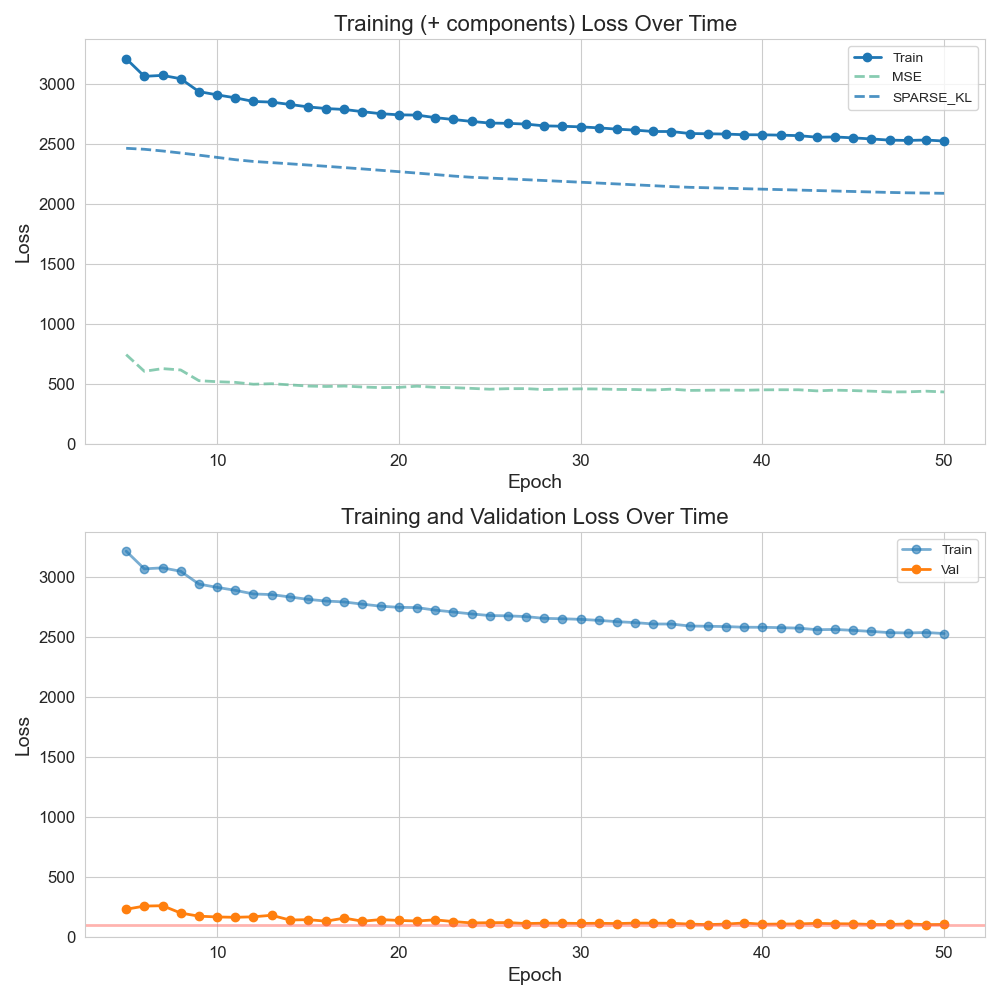 Training (+ components) Loss Over Time
Train
MSE
SPARSE_KL
3000
2500
2000
1500
1000
500
0
Loss
10 20 30 40 50
Epoch
Training and Validation Loss Over Time
Train
Val
3000
2500
2000
1500
1000
500
0
Loss
10 20 30 40 50
Epoch